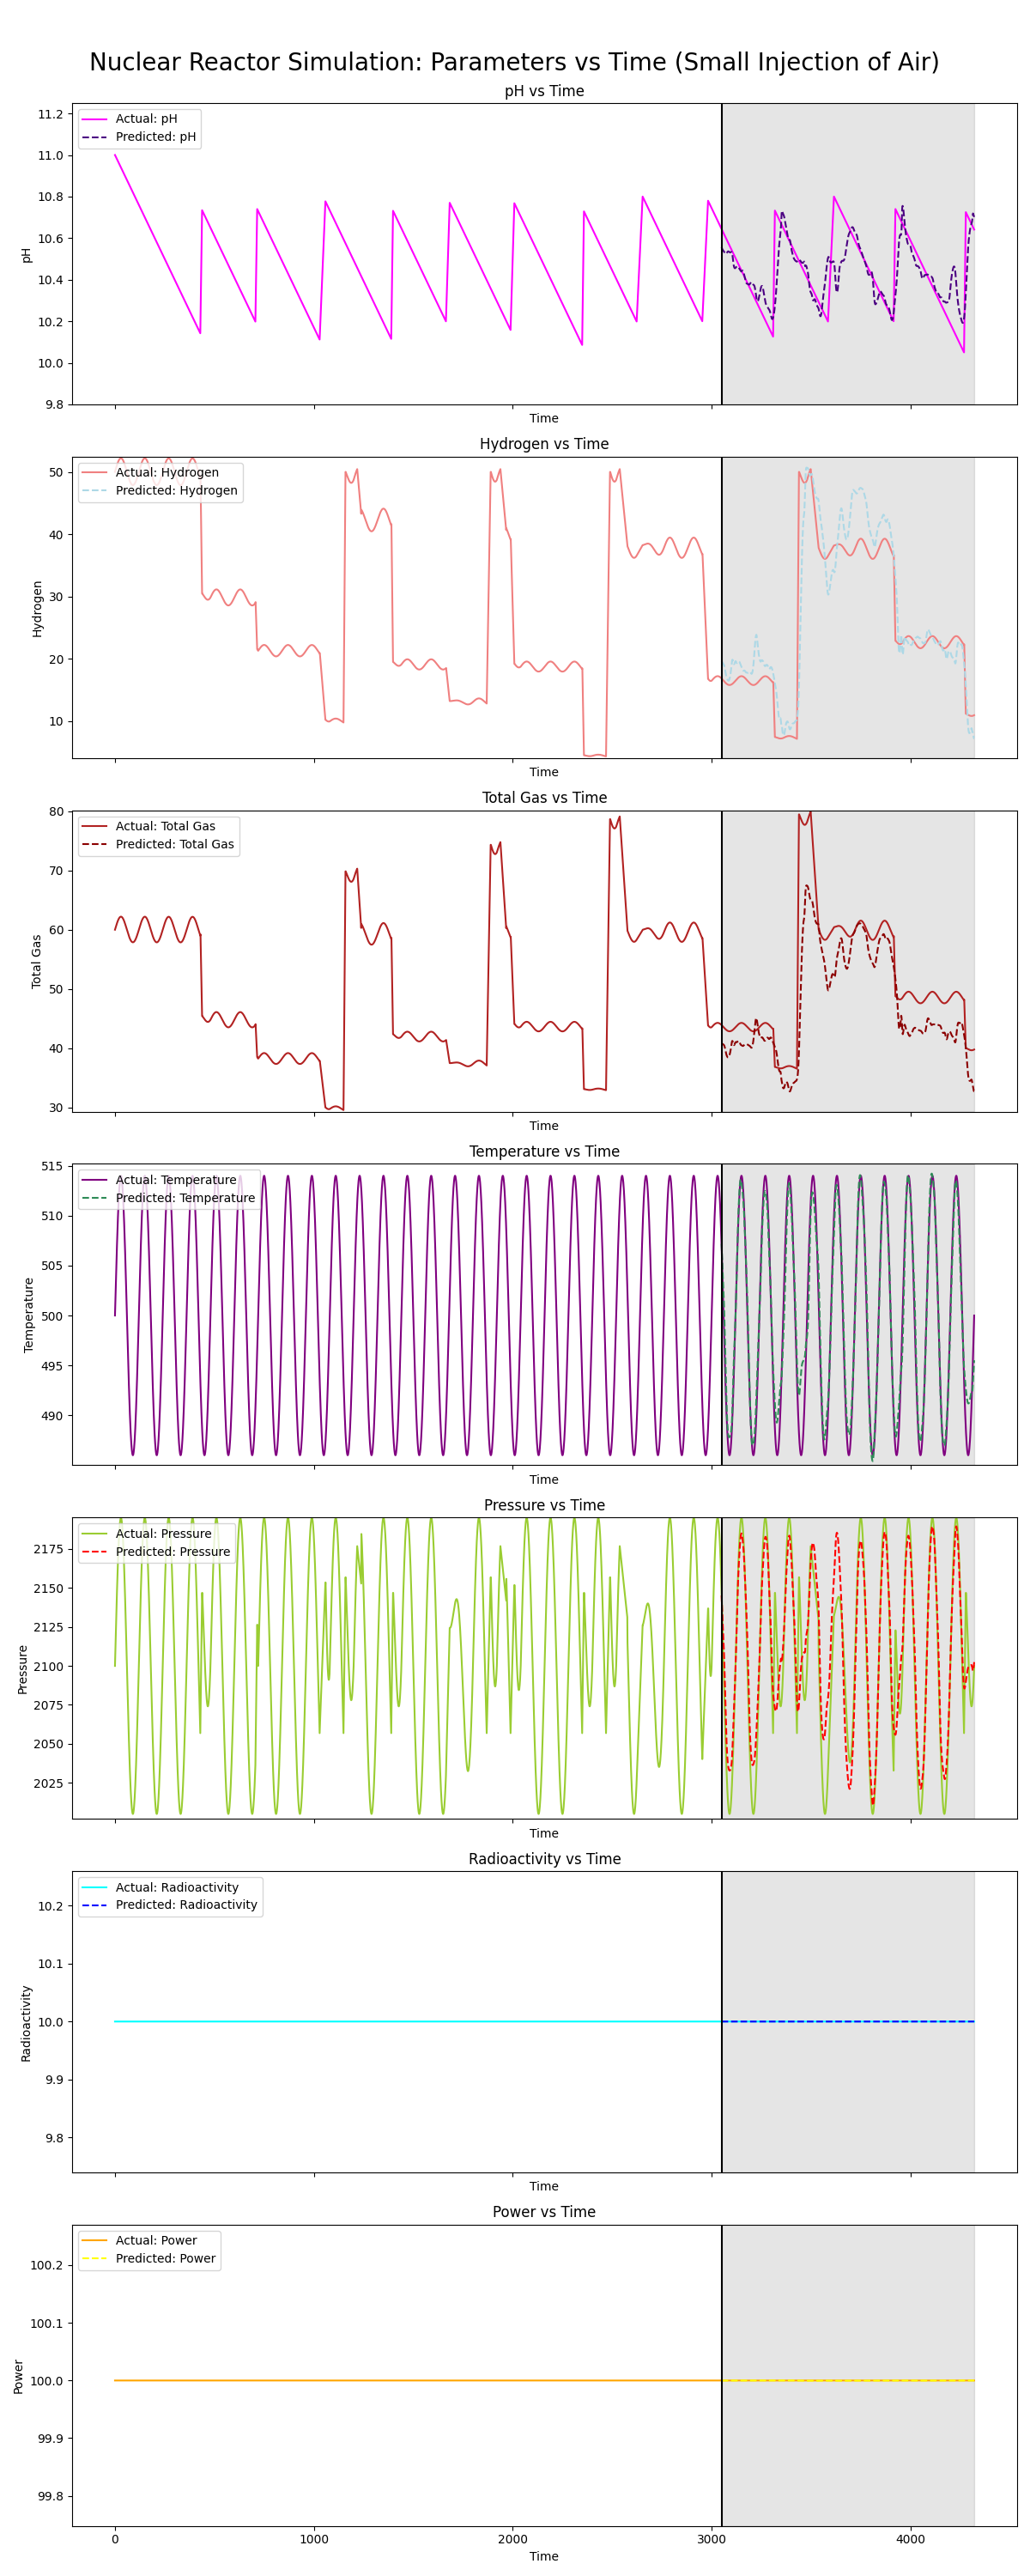 Nuclear Reactor Simulation: Parameters vs Time (Small Injection of Air)
pH vs Time
Actual: pH
Predicted: pH
11.2
11.0
10.8
10.6
10.4
10.2
10.0
9.8
pH
Time
Hydrogen vs Time
Actual: Hydrogen
Predicted: Hydrogen
50
40
30
20
10
Hydrogen
Time
Total Gas vs Time
Actual: Total Gas
Predicted: Total Gas
80
70
60
50
40
30
Total Gas
Time
Temperature vs Time
Actual: Temperature
Predicted: Temperature
515
510
505
500
495
490
Temperature
Time
Pressure vs Time
Actual: Pressure
Predicted: Pressure
2175
2150
2125
2100
2075
2050
2025
Pressure
Time
Radioactivity vs Time
Actual: Radioactivity
Predicted: Radioactivity
10.2
10.1
10.0
9.9
9.8
Radioactivity
Time
Power vs Time
Actual: Power
Predicted: Power
100.2
100.1
100.0
99.9
99.8
Power
0 1000 2000 3000 4000
Time